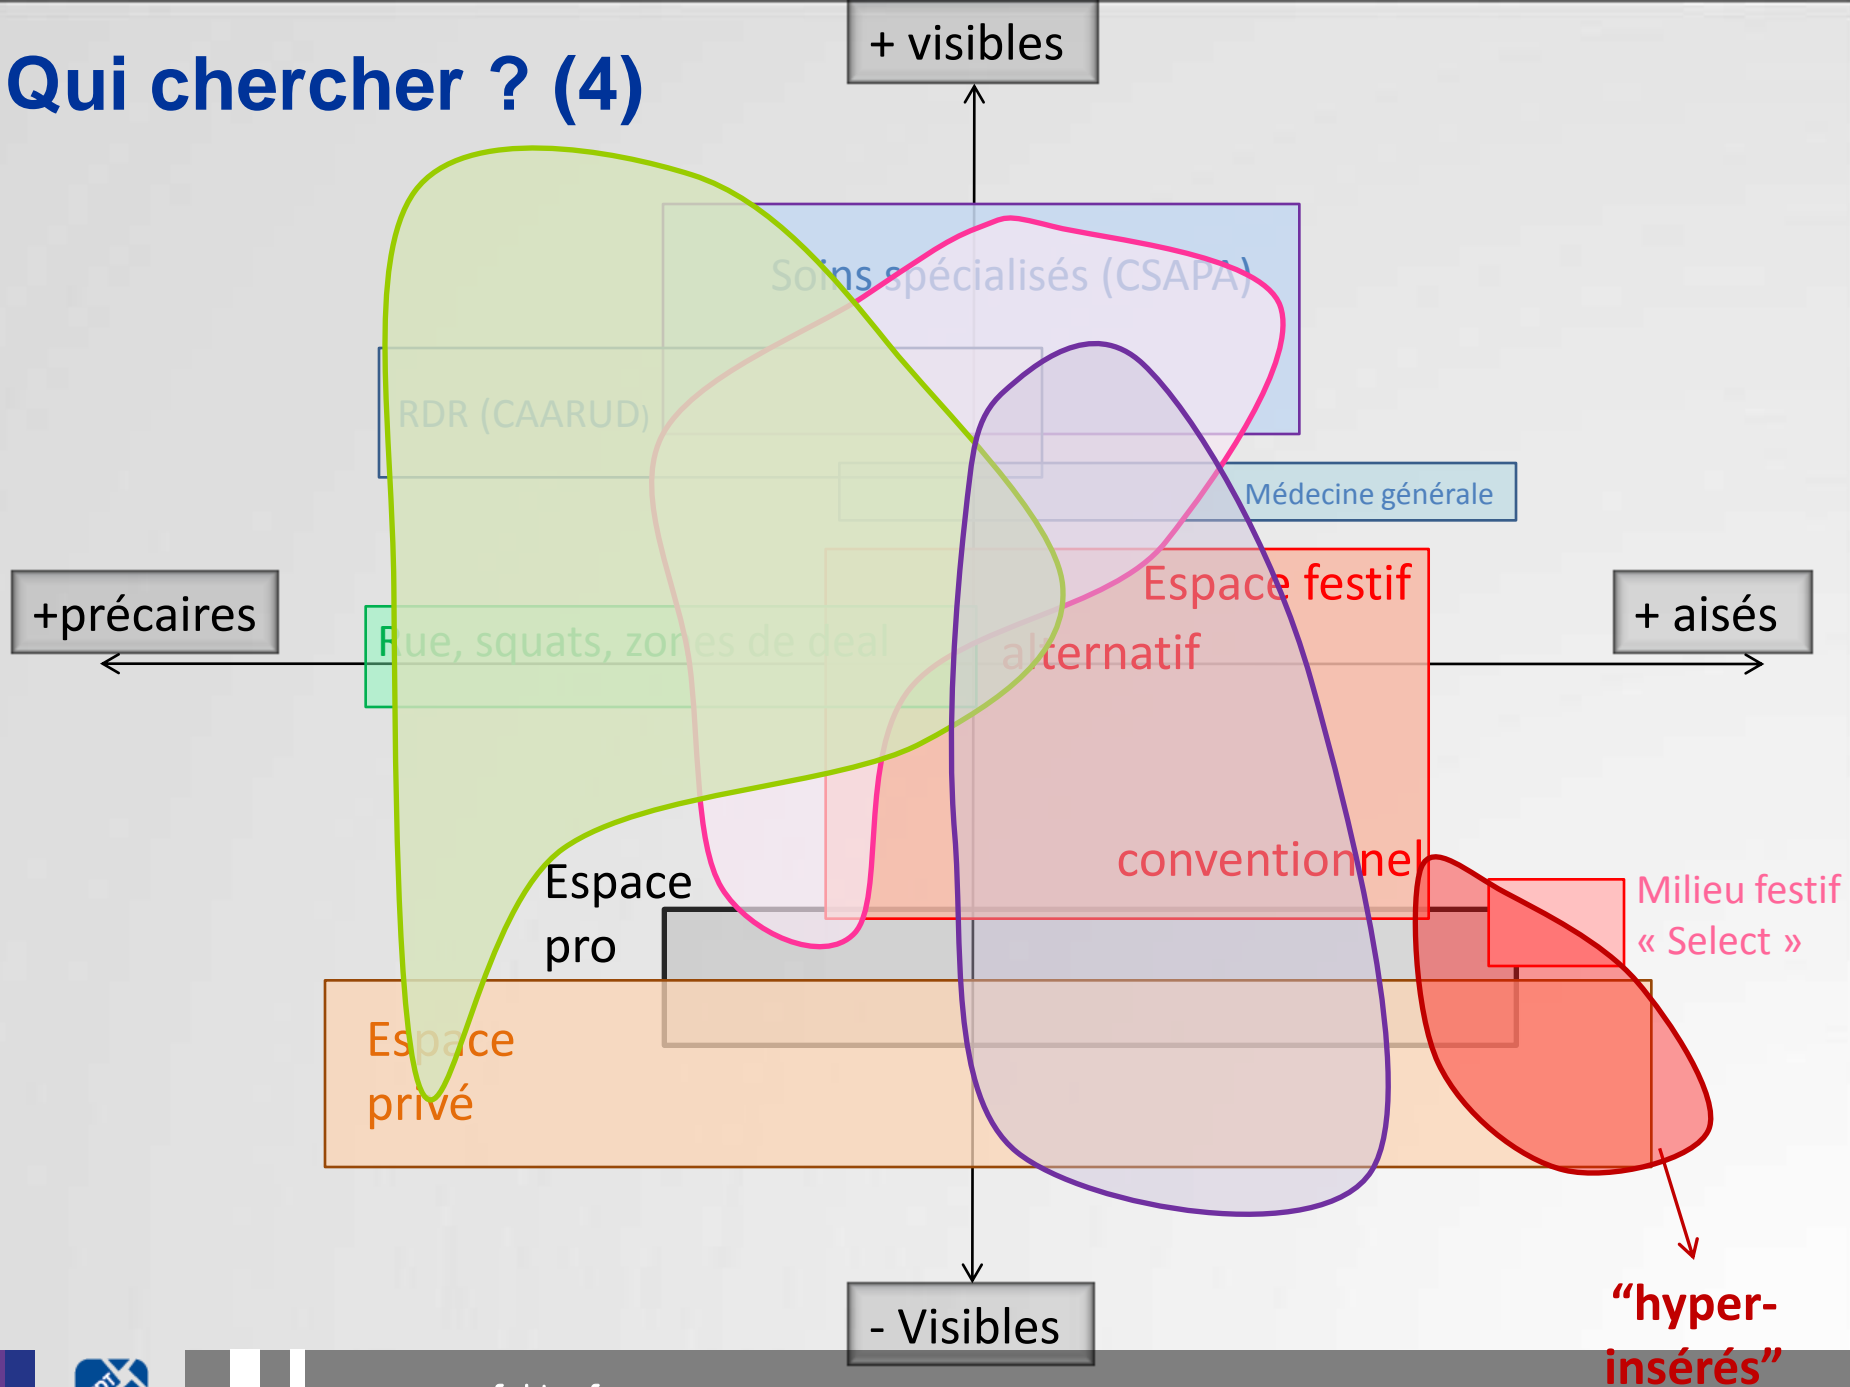 + visibles
Qui chercher ? (4)
Soins spécialisés (CSAPA)
RDR (CAARUD)
Médecine générale
Espace festif
+précaires
+ aisés
Rue, squats, zones de deal
alternatif
conventionnel
Espace
pro
Milieu festif
« Select »
Espace
privé
“hyper-
insérés”
- Visibles